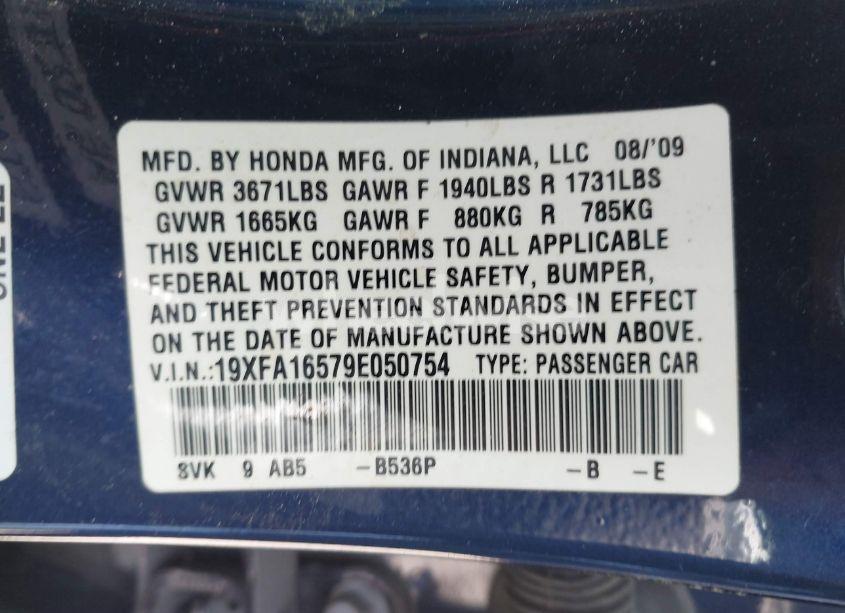 MFD. BY HONDA MFG. OF INDIANA, LLC 08/'09
GVWR 3671LBS GAWR F 1940LBS R 1731LBS
GVWR 1665KG GAWR F 880KG R 785KG
THIS VEHICLE CONFORMS TO ALL APPLICABLE
FEDERAL MOTOR VEHICLE SAFETY, BUMPER,
AND THEFT PREVENTION STANDARDS IN EFFECT
ON THE DATE OF MANUFACTURE SHOWN ABOVE.
V.I.N.:19XFA16579E050754 TYPE: PASSENGER CAR
SVK 9 AB5 -B536P -B -E